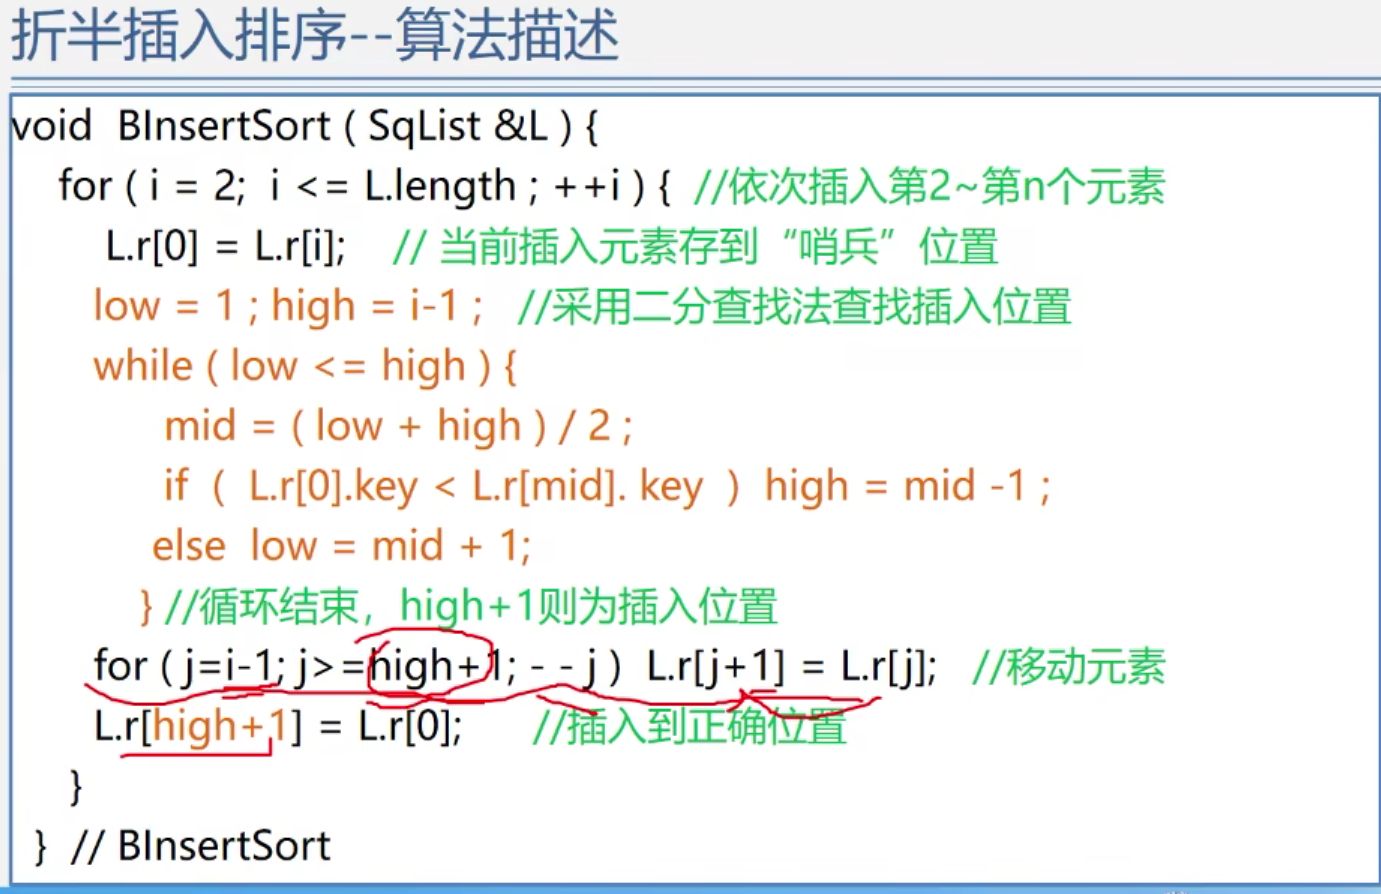 折半插入排序--算法描述
void BInsertSort ( SqList &L ) {
for ( i = 2; i <= L.length ; ++i ) { //依次插入第2~第n个元素
L.r[0] = L.r[i]; // 当前插入元素存到“哨兵”位置
low = 1 ; high = i-1 ; //采用二分查找法查找插入位置
while ( low <= high ) {
mid = ( low + high ) / 2 ;
if ( L.r[0].key < L.r[mid]. key ) high = mid -1 ;
else low = mid + 1;
} //循环结束，high+1则为插入位置
for ( j=i-1; j>=high+1; - - j ) L.r[j+1] = L.r[j]; //移动元素
L.r[high+1] = L.r[0]; //插入到正确位置
}
} // BInsertSort